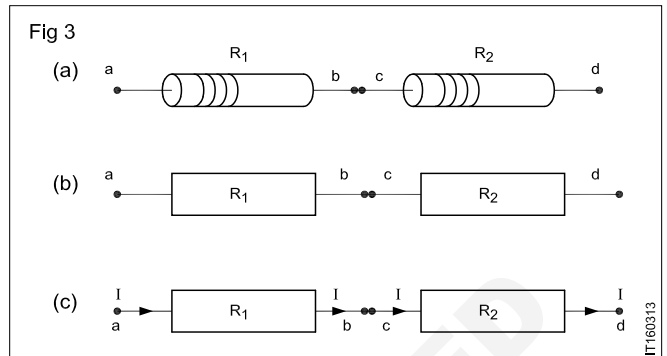 Fig 3
R1 R2
(a) a b c d
(b) a b c d
R1 R2
(c) I I I I
R1 R2
a b c d
IT160313